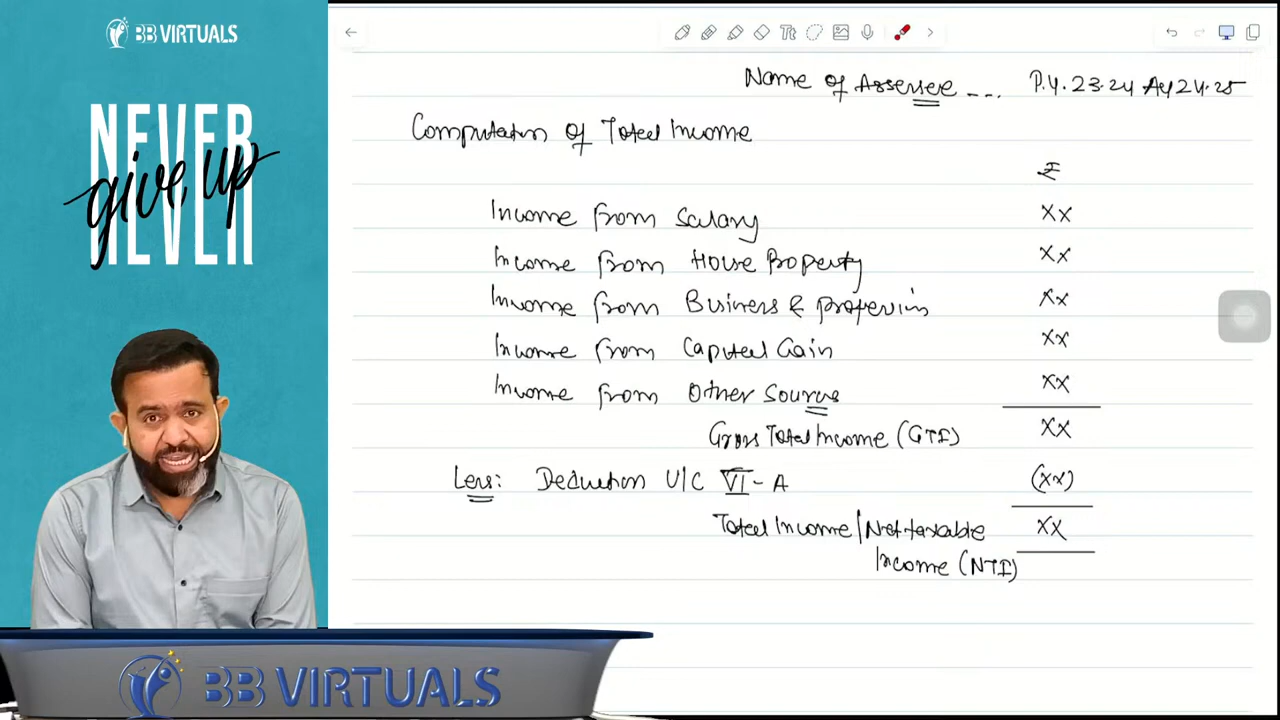 BB VIRTUALS
NEVER
give up
NEVER
Name of Assessee ... P.Y. 23.24 AY 24.25
Computation of Total Income
₹
Income from Salary XX
Income from House Property XX
Income from Business & profession XX
Income from Capital Gain XX
Income from Other Sources XX
Gross Total Income (GTI) XX
Less: Deduction U/C VI-A (XX)
Total Income/Net taxable XX
Income (NTI)
BB VIRTUALS